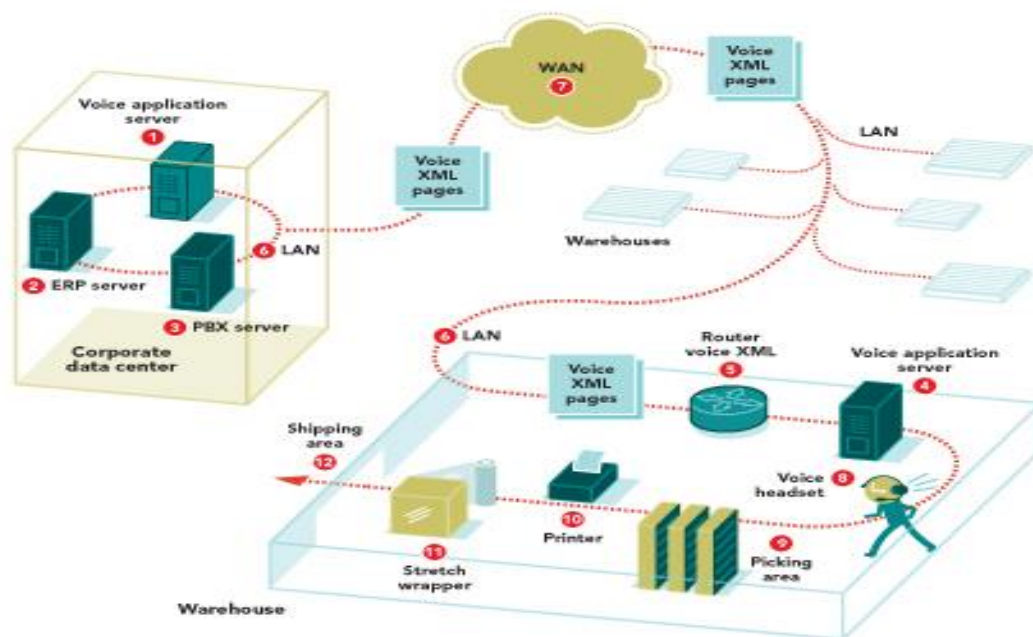 Voice application
server
1
2 ERP server
3 PBX server
6 LAN
Corporate
data center
Voice
XML
pages
WAN
7
Voice
XML
pages
LAN
Warehouses
6 LAN
Voice
XML
pages
Router
voice XML
5
Voice application
server
4
Voice
headset
8
9
Picking
area
10
Printer
11
Stretch
wrapper
Shipping
area
12
Warehouse